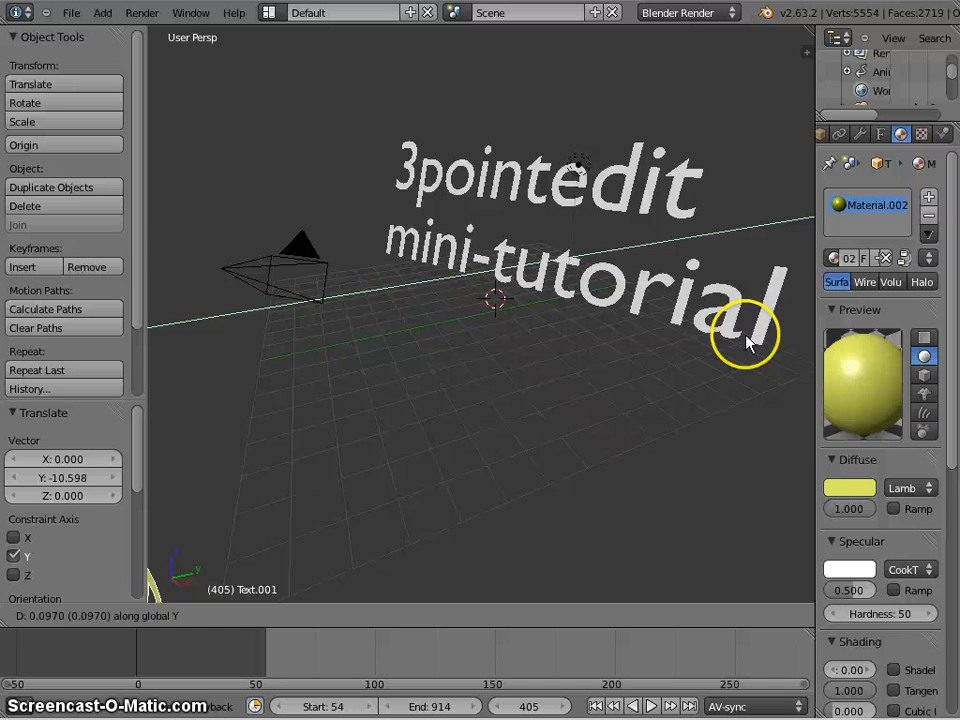 File Add Render Window Help Default Scene Blender Render v2.63.2 | Verts:5554 | Faces:2719 | O
Object Tools
Transform:
Translate
Rotate
Scale
Origin
Object:
Duplicate Objects
Delete
Join
Keyframes:
Insert Remove
Motion Paths:
Calculate Paths
Clear Paths
Repeat:
Repeat Last
History...
Translate
Vector
X: 0.000
Y: -10.598
Z: 0.000
Constraint Axis
X
Y
Z
Orientation
User Persp
3pointedit
mini-tutorial
(405) Text.001
D: 0.0970 (0.0970) along global Y
View Search
Rer
Ani
Wor
F
T M
Material.002
02 F
Surfa Wire Volu Halo
Preview
Diffuse
Lamb
1.000 Ramp
Specular
CookT
0.500 Ramp
Hardness: 50
Shading
: 0.00 Shadel
1.000 Tangen
0.000 Cubic I
-50 0 50 100 150 200 250
Screencast-O-Matic.com
yback Start: 54 End: 914 405 AV-sync